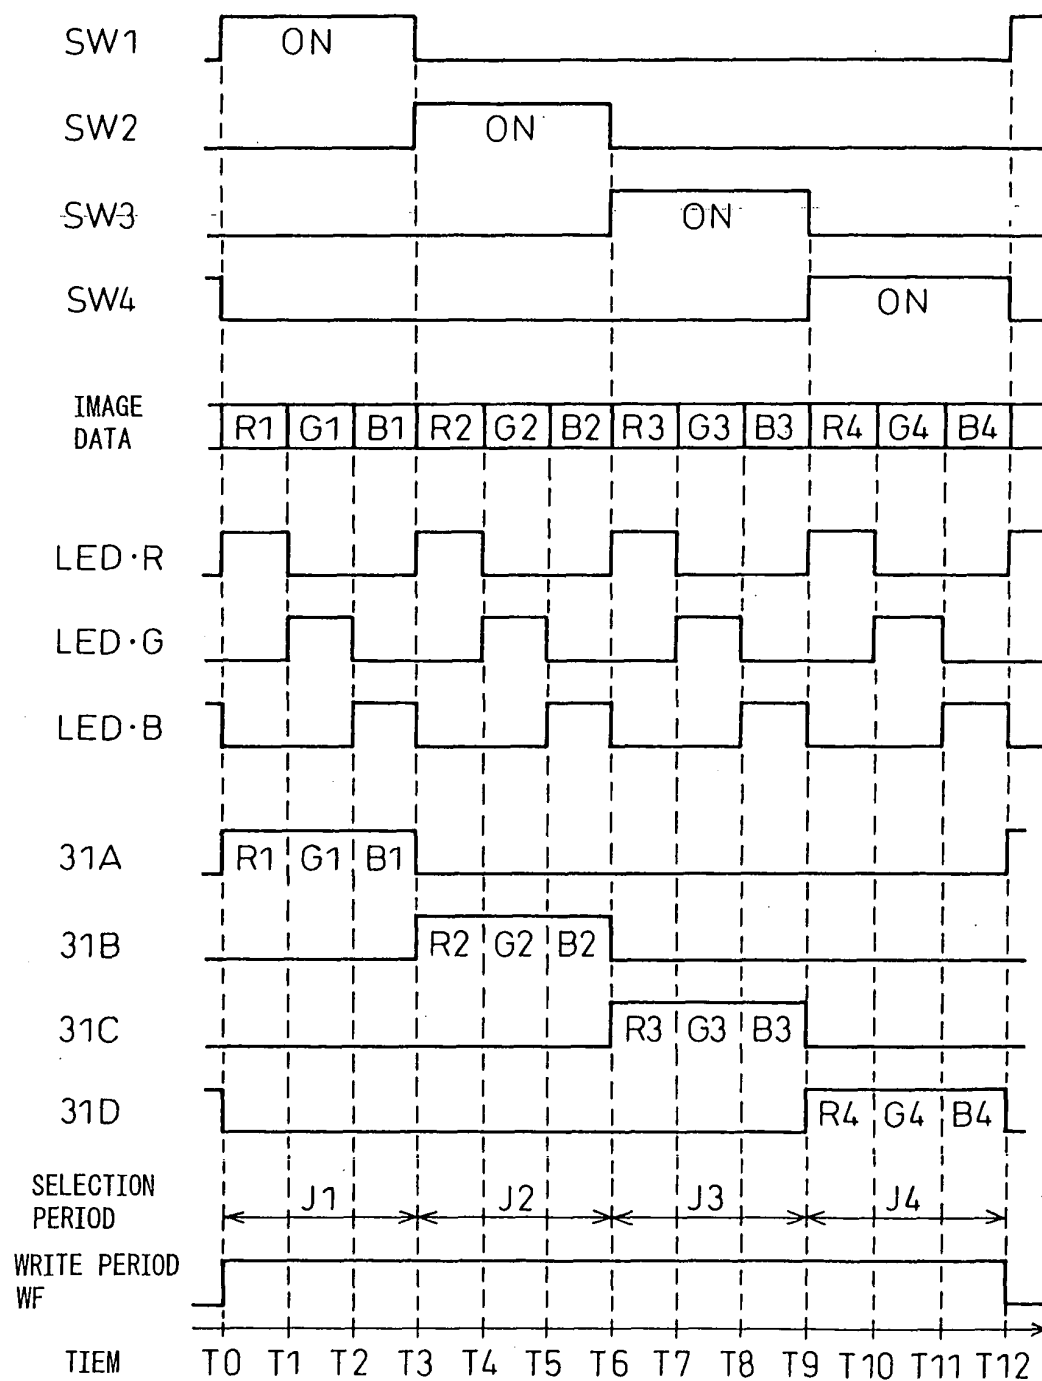 SW1 ON
SW2 ON
SW3 ON
SW4 ON
IMAGE
DATA
R1 G1 B1 R2 G2 B2 R3 G3 B3 R4 G4 B4
LED·R
LED·G
LED·B
31A R1 G1 B1
31B R2 G2 B2
31C R3 G3 B3
31D R4 G4 B4
SELECTION
PERIOD
J1 J2 J3 J4
WRITE PERIOD
WF
TIEM T0 T1 T2 T3 T4 T5 T6 T7 T8 T9 T10 T11 T12